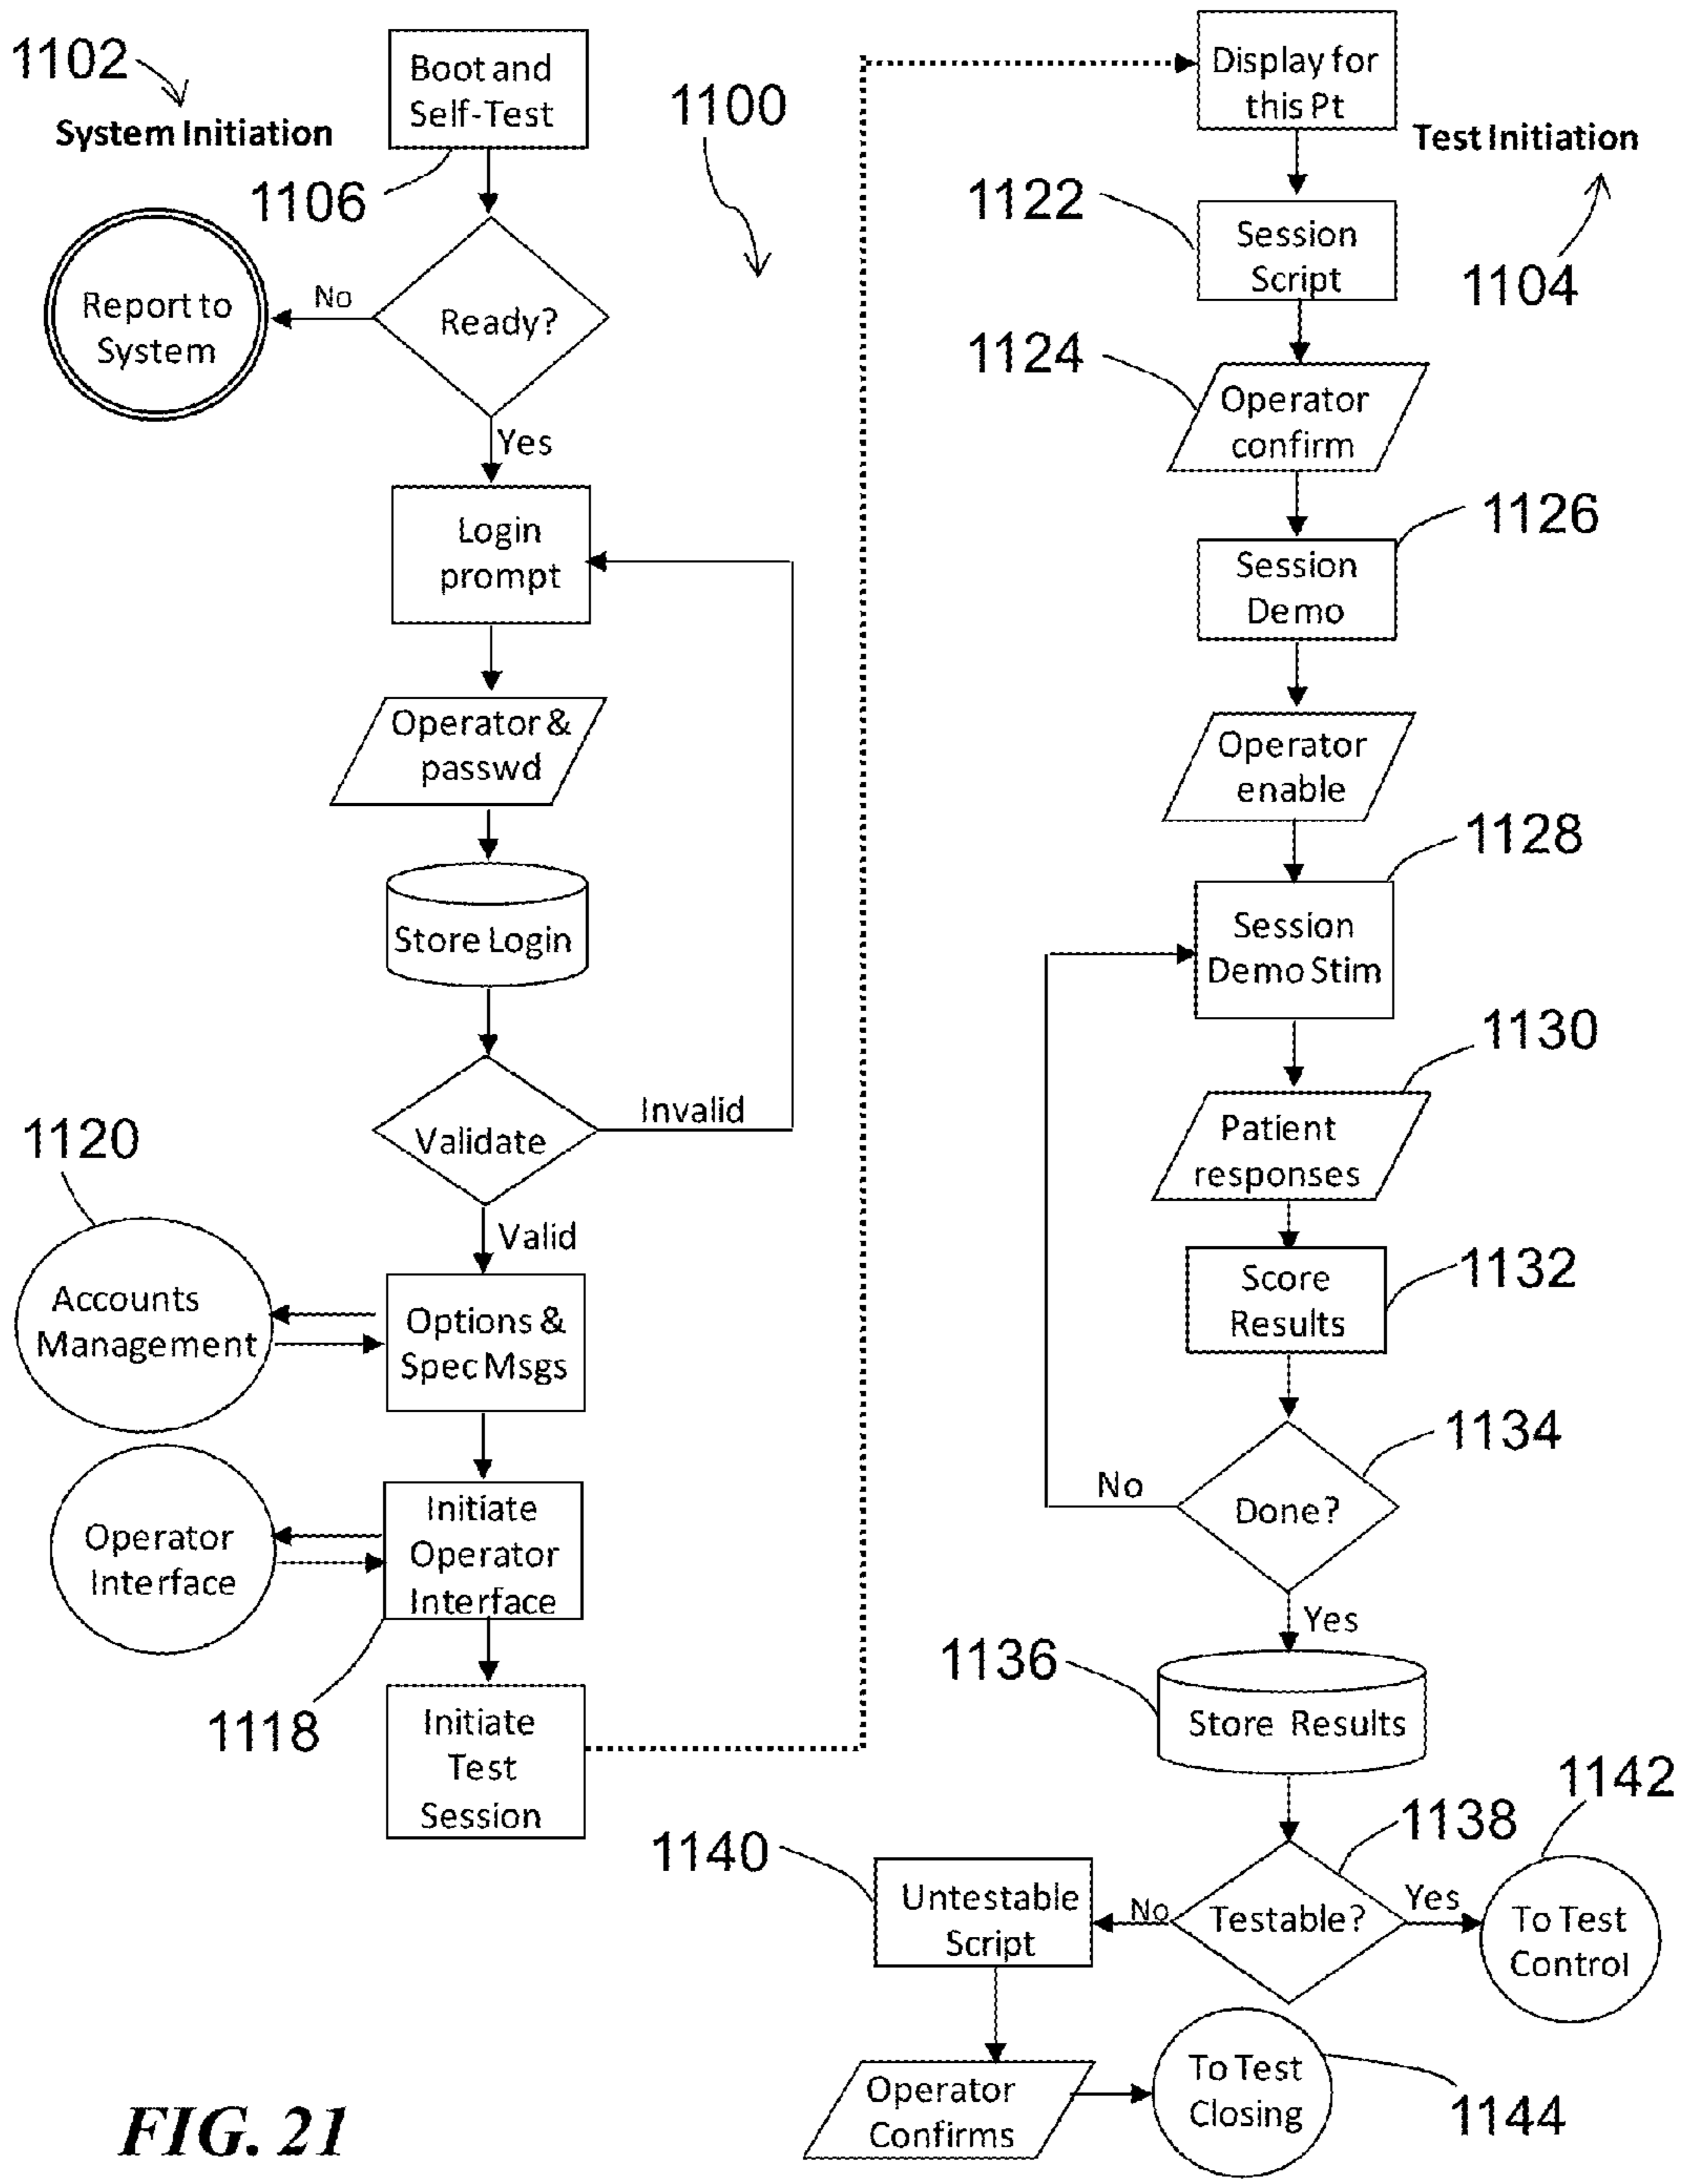 1102
System Initiation
Boot and
Self-Test
1106
1100
Report to
System
No
Ready?
Yes
Login
prompt
Operator &
passwd
Store Login
Validate
Invalid
Valid
1120
Accounts
Management
Options &
Spec Msgs
Operator
Interface
Initiate
Operator
Interface
1118
Initiate
Test
Session
Display for
this Pt
Test Initiation
1104
1122
Session
Script
1124
Operator
confirm
1126
Session
Demo
Operator
enable
1128
Session
Demo Stim
1130
Patient
responses
1132
Score
Results
1134
No
Done?
Yes
1136
Store Results
1138
1142
1140
Untestable
Script
No
Testable?
Yes
To Test
Control
Operator
Confirms
To Test
Closing
1144
FIG. 21